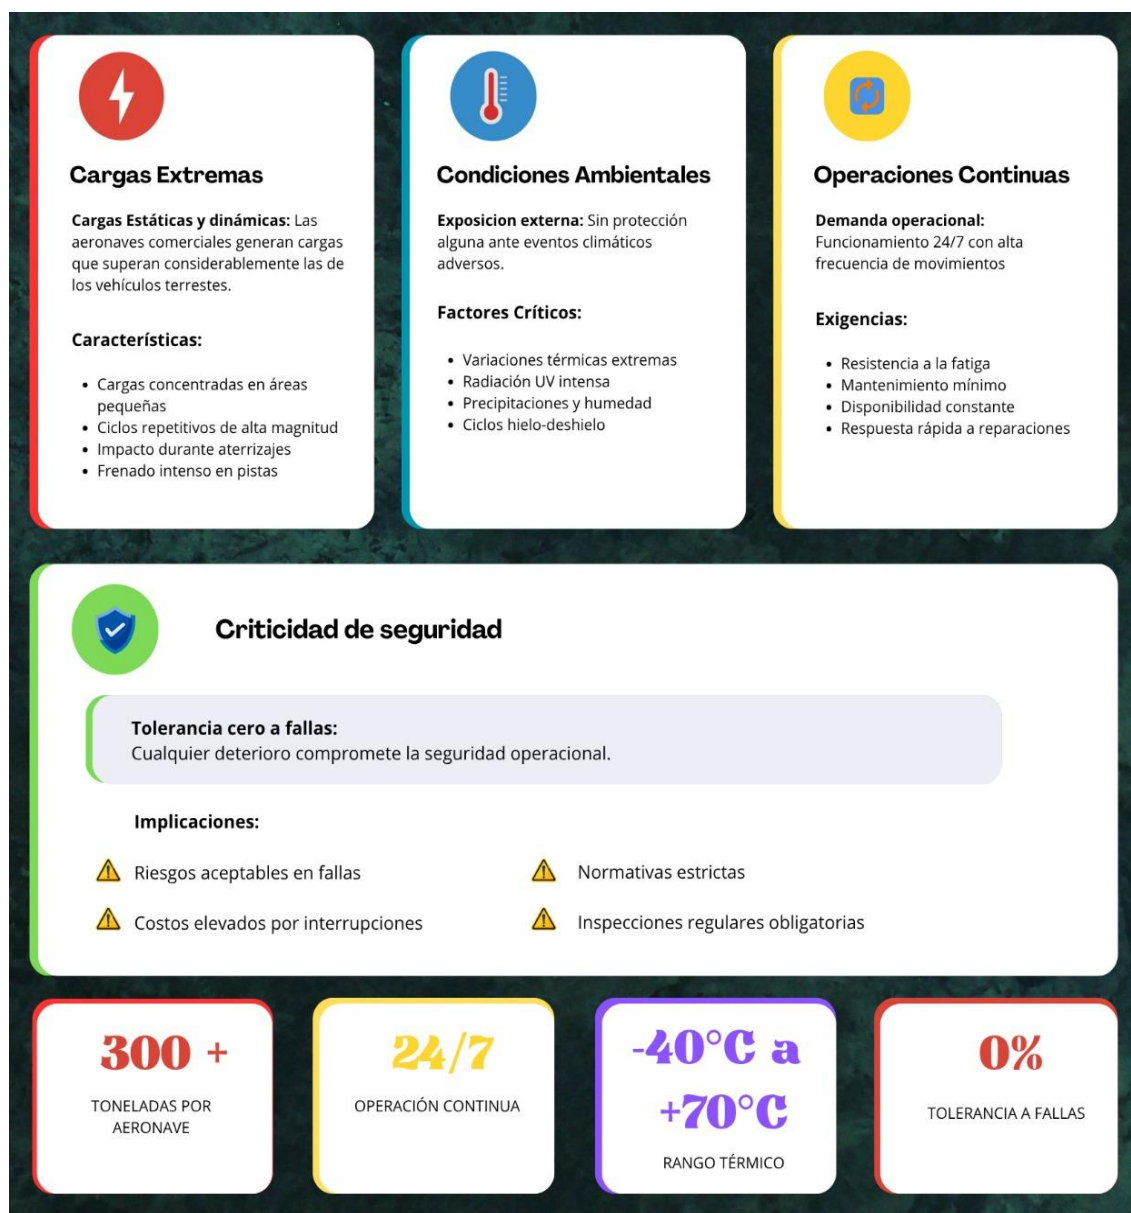 Cargas Extremas
Cargas Estáticas y dinámicas: Las
aeronaves comerciales generan cargas
que superan considerablemente las de
los vehículos terrestes.
Características:
• Cargas concentradas en áreas
pequeñas
• Ciclos repetitivos de alta magnitud
• Impacto durante aterrizajes
• Frenado intenso en pistas
Condiciones Ambientales
Exposicion externa: Sin protección
alguna ante eventos climáticos
adversos.
Factores Críticos:
• Variaciones térmicas extremas
• Radiación UV intensa
• Precipitaciones y humedad
• Ciclos hielo-deshielo
Operaciones Continuas
Demanda operacional:
Funcionamiento 24/7 con alta
frecuencia de movimientos
Exigencias:
• Resistencia a la fatiga
• Mantenimiento mínimo
• Disponibilidad constante
• Respuesta rápida a reparaciones
Criticidad de seguridad
Tolerancia cero a fallas:
Cualquier deterioro compromete la seguridad operacional.
Implicaciones:
Riesgos aceptables en fallas
Normativas estrictas
Costos elevados por interrupciones
Inspecciones regulares obligatorias
300 +
TONELADAS POR
AERONAVE
24/7
OPERACIÓN CONTINUA
-40°C a
+70°C
RANGO TÉRMICO
0%
TOLERANCIA A FALLAS